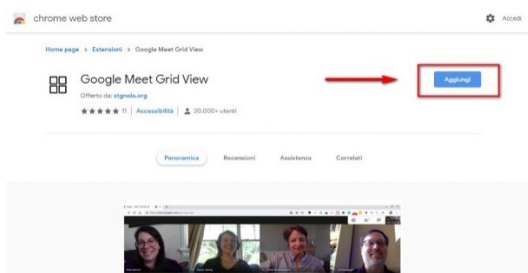 chrome web store
Accedi
Home page > Estensioni > Google Meet Grid View
Google Meet Grid View
Aggiungi
Offerto da: stgnola.org
★★★★★ 11 | Accessibilità | 20.000+ utenti
Panoramica Recensioni Assistenza Correlati